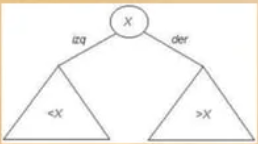 X
izq der
<X >X